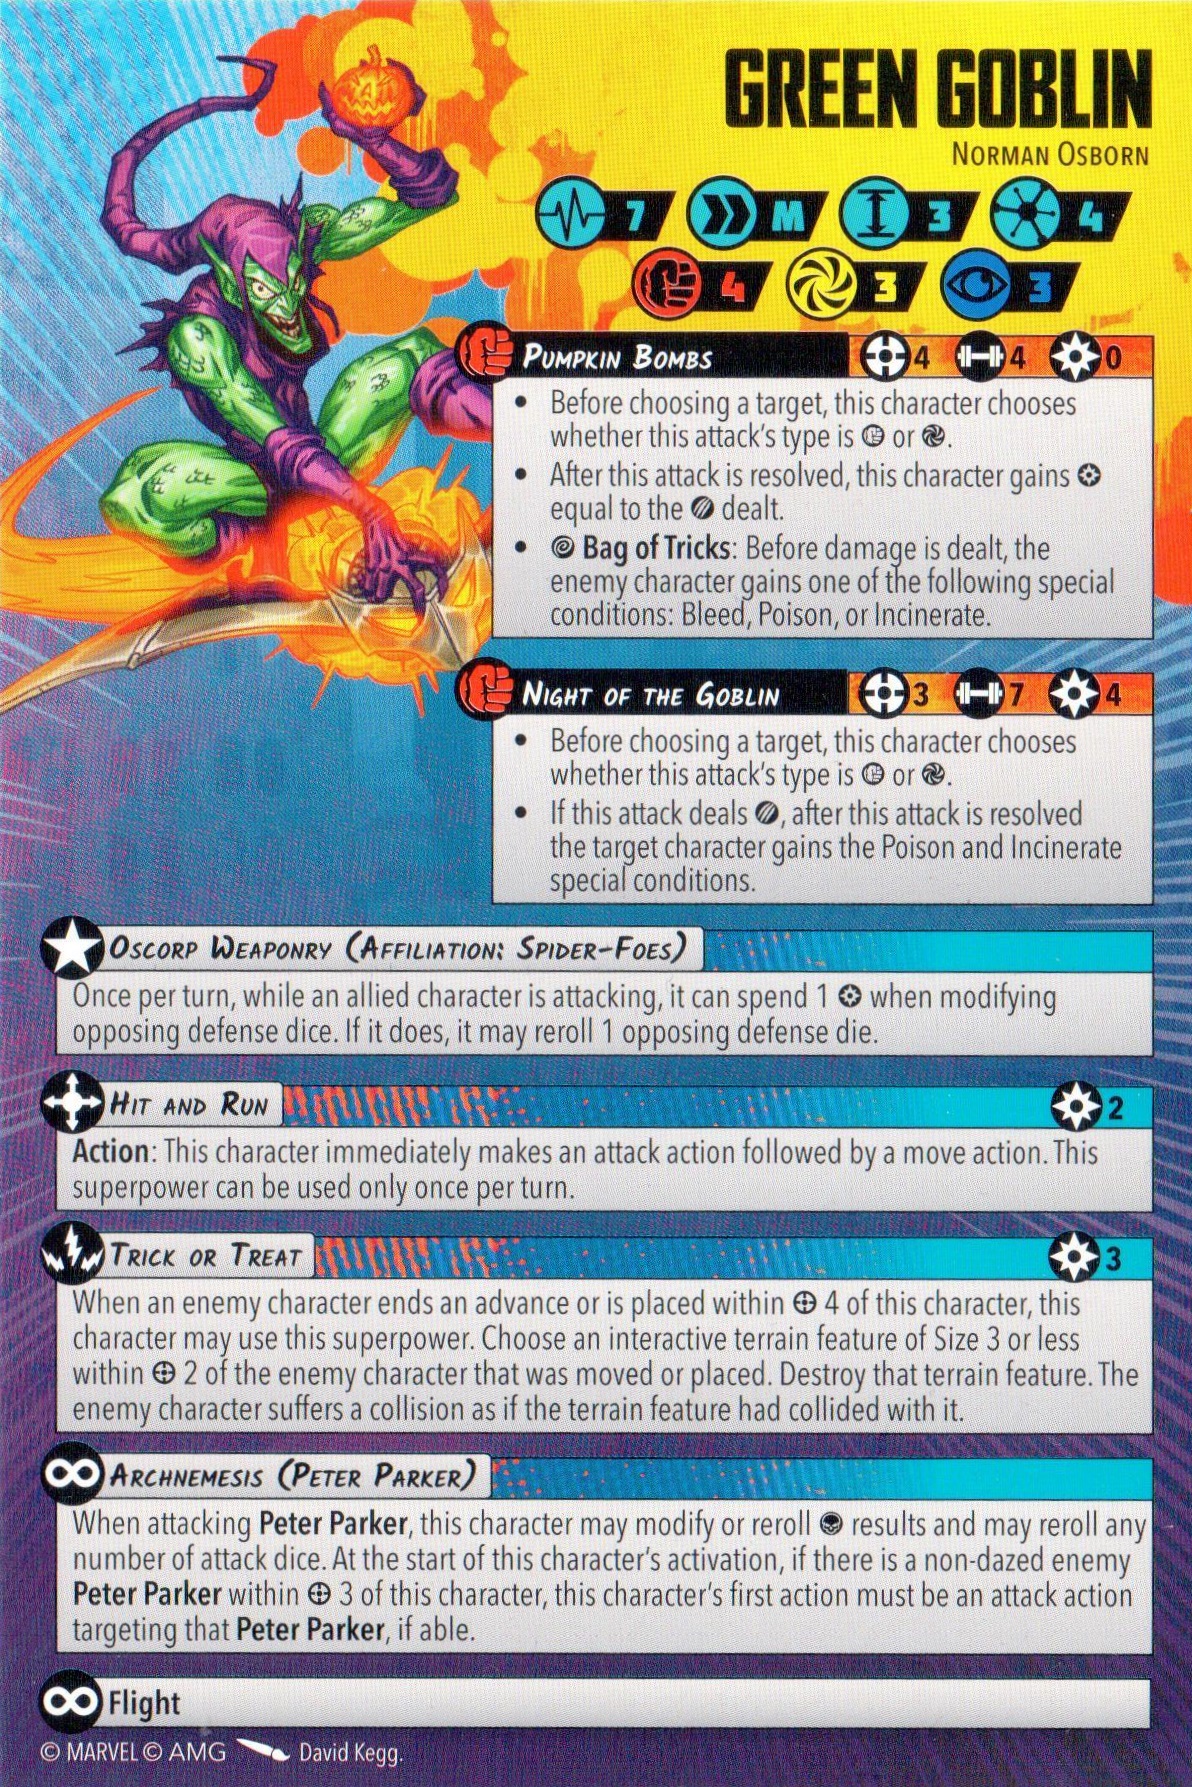 GREEN GOBLIN
NORMAN OSBORN
7 M 3 4
4 3 3
PUMPKIN BOMBS 4 4 0
• Before choosing a target, this character chooses
whether this attack's type is or .
• After this attack is resolved, this character gains
equal to the dealt.
• Bag of Tricks: Before damage is dealt, the
enemy character gains one of the following special
conditions: Bleed, Poison, or Incinerate.
NIGHT OF THE GOBLIN 3 7 4
• Before choosing a target, this character chooses
whether this attack's type is or .
• If this attack deals , after this attack is resolved
the target character gains the Poison and Incinerate
special conditions.
OSCORP WEAPONRY (AFFILIATION: SPIDER-FOES)
Once per turn, while an allied character is attacking, it can spend 1 when modifying
opposing defense dice. If it does, it may reroll 1 opposing defense die.
HIT AND RUN 2
Action: This character immediately makes an attack action followed by a move action. This
superpower can be used only once per turn.
TRICK OR TREAT 3
When an enemy character ends an advance or is placed within 4 of this character, this
character may use this superpower. Choose an interactive terrain feature of Size 3 or less
within 2 of the enemy character that was moved or placed. Destroy that terrain feature. The
enemy character suffers a collision as if the terrain feature had collided with it.
ARCHNEMESIS (PETER PARKER)
When attacking Peter Parker, this character may modify or reroll results and may reroll any
number of attack dice. At the start of this character's activation, if there is a non-dazed enemy
Peter Parker within 3 of this character, this character's first action must be an attack action
targeting that Peter Parker, if able.
Flight
© MARVEL © AMG David Kegg.